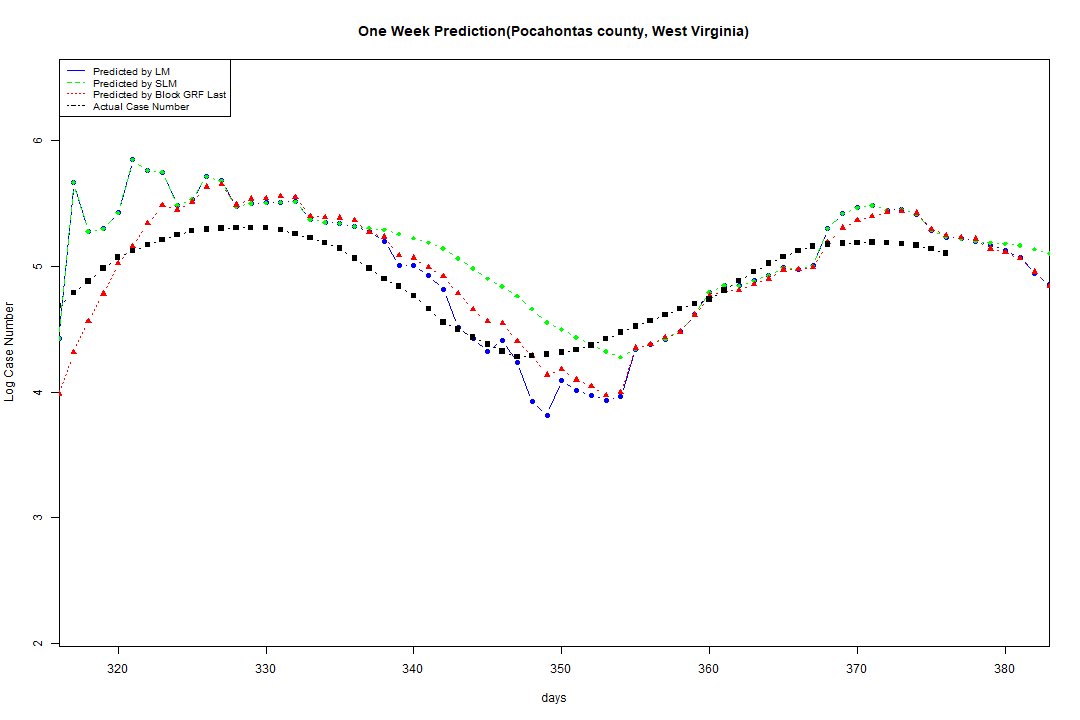 One Week Prediction(Pocahontas county, West Virginia)
Predicted by LM
Predicted by SLM
Predicted by Block GRF Last
Actual Case Number
6
5
4
3
2
Log Case Number
320 330 340 350 360 370 380
days